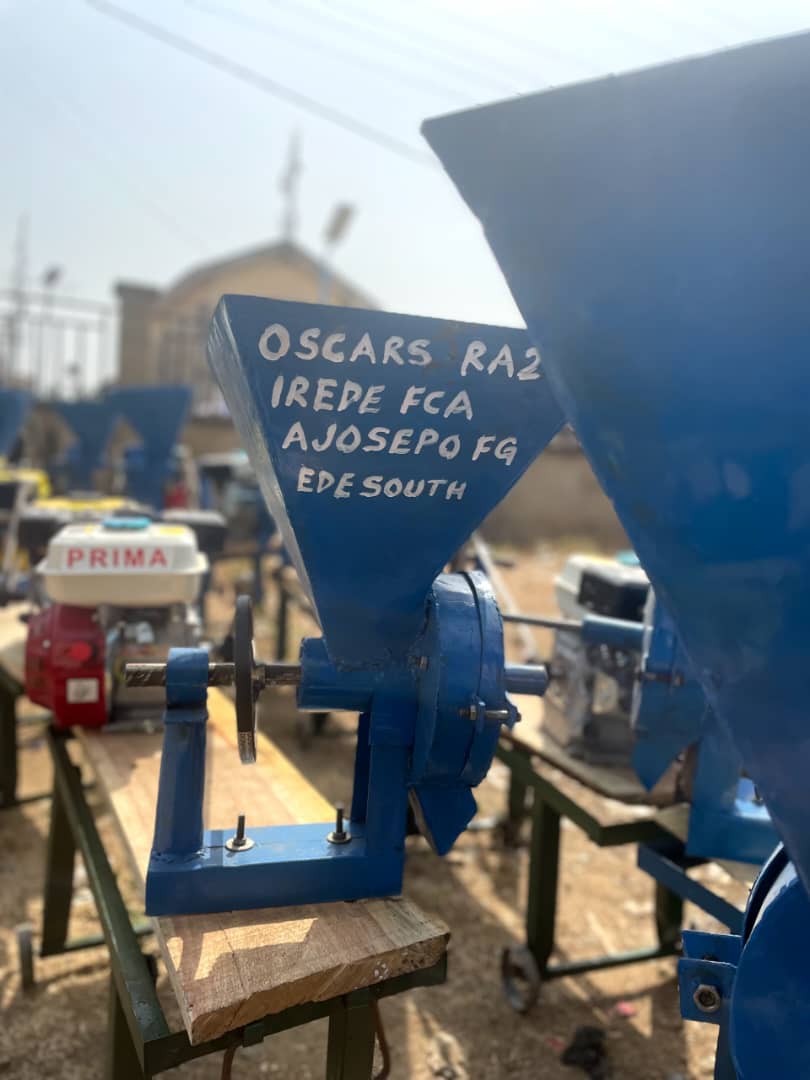 OSCARS RA2
IREDE FCA
AJOSEPO FG
EDE SOUTH
PRIMA